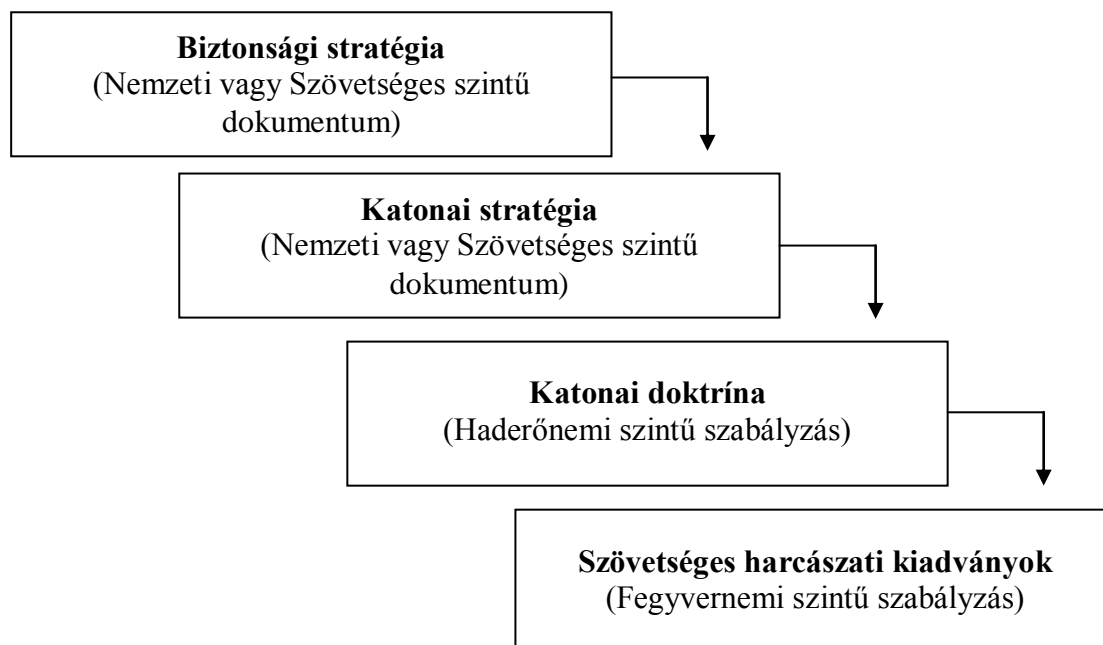 Biztonsági stratégia
(Nemzeti vagy Szövetséges szintű
dokumentum)
Katonai stratégia
(Nemzeti vagy Szövetséges szintű
dokumentum)
Katonai doktrína
(Haderőnemi szintű szabályzás)
Szövetséges harcászati kiadványok
(Fegyvernemi szintű szabályzás)